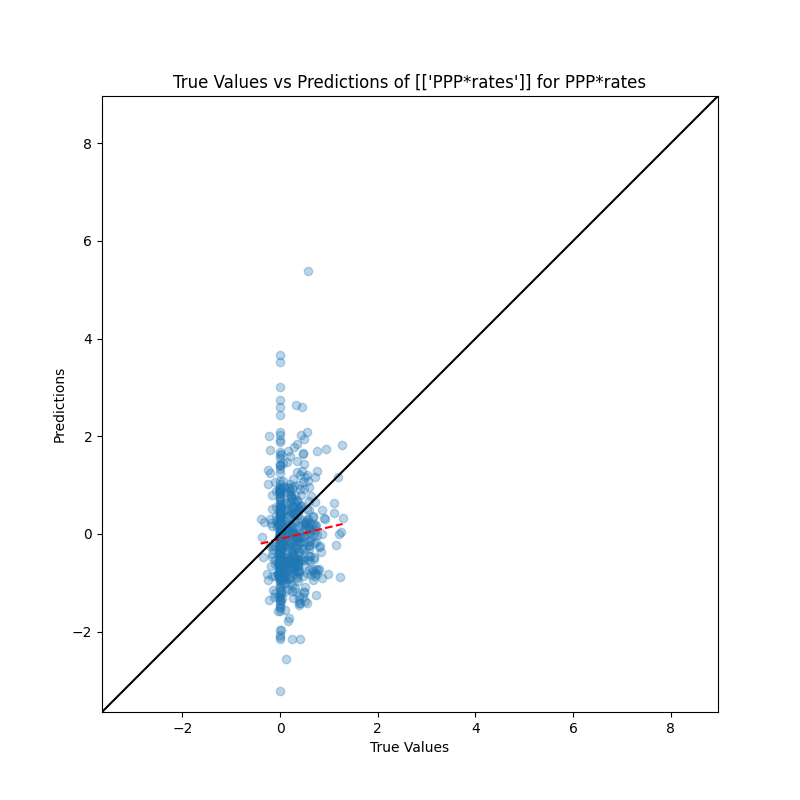 True Values vs Predictions of [['PPP*rates']] for PPP*rates
8
6
4
2
0
−2
Predictions
−2 0 2 4 6 8
True Values